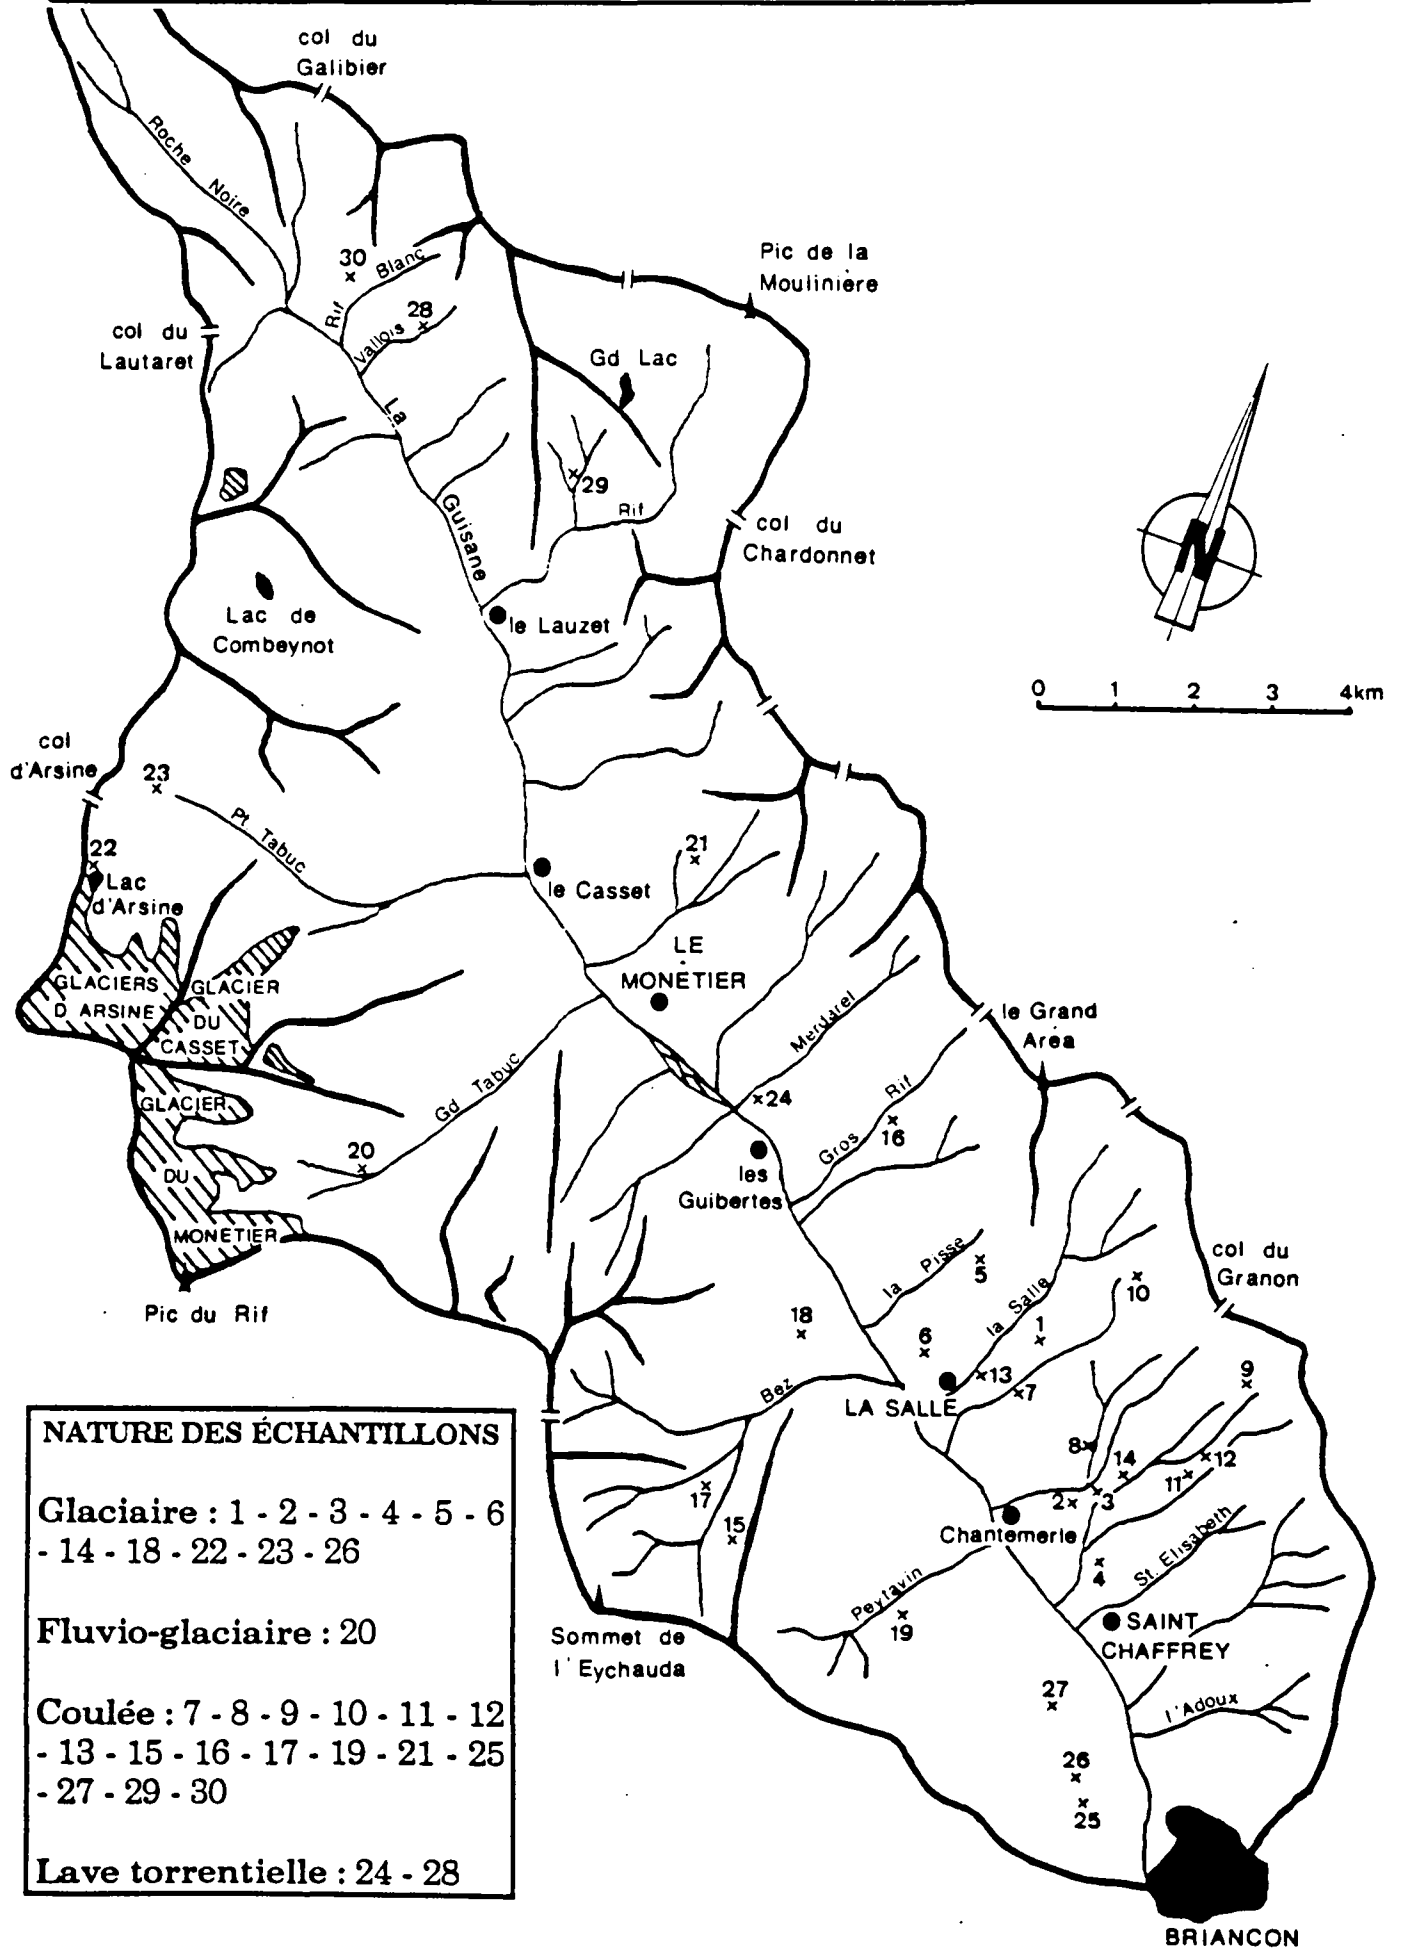 col du
Galibier
Roche
Noire
30
Rif
Blanc
28
Vallois
Pic de la
Moulinière
col du
Lautaret
Gd Lac
La
Guisane
29
Rif
col du
Chardonnet
N
Lac de
Combeynot
le Lauzet
0 1 2 3 4km
col
d'Arsine
23
Pt Tabuc
22
Lac
d'Arsine
21
le Casset
LE
MONETIER
GLACIERS
D ARSINE
GLACIER
DU
CASSET
le Grand
Aréa
Merdarel
Gd Tabuc
GLACIER
DU
MONETIER
24
Gros Rif
16
20
les
Guibertes
Pic du Rif
la Pisse
5
la Salle
10
col du
Granon
18
6
1
13
7
9
Bez
LA SALLE
8
14
12
11
2
3
17
15
Chantemerle
4
St. Elisabeth
Peytavin
19
SAINT
CHAFFREY
Sommet de
l'Eychauda
27
l'Adoux
26
25
BRIANCON
NATURE DES ÉCHANTILLONS
Glaciaire : 1 - 2 - 3 - 4 - 5 - 6
- 14 - 18 - 22 - 23 - 26
Fluvio-glaciaire : 20
Coulée : 7 - 8 - 9 - 10 - 11 - 12
- 13 - 15 - 16 - 17 - 19 - 21 - 25
- 27 - 29 - 30
Lave torrentielle : 24 - 28